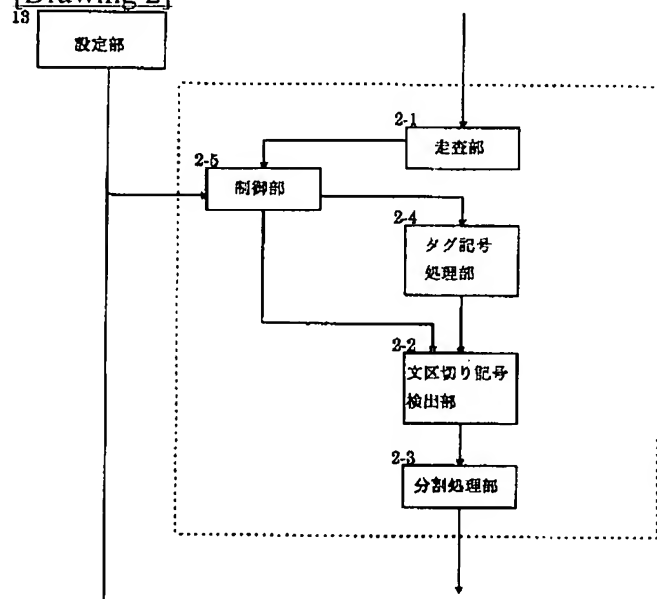 [Drawing 2]
13
設定部
2-1
走査部
2-5
制御部
2-4
タグ記号
処理部
2-2
文区切り記号
検出部
2-3
分割処理部